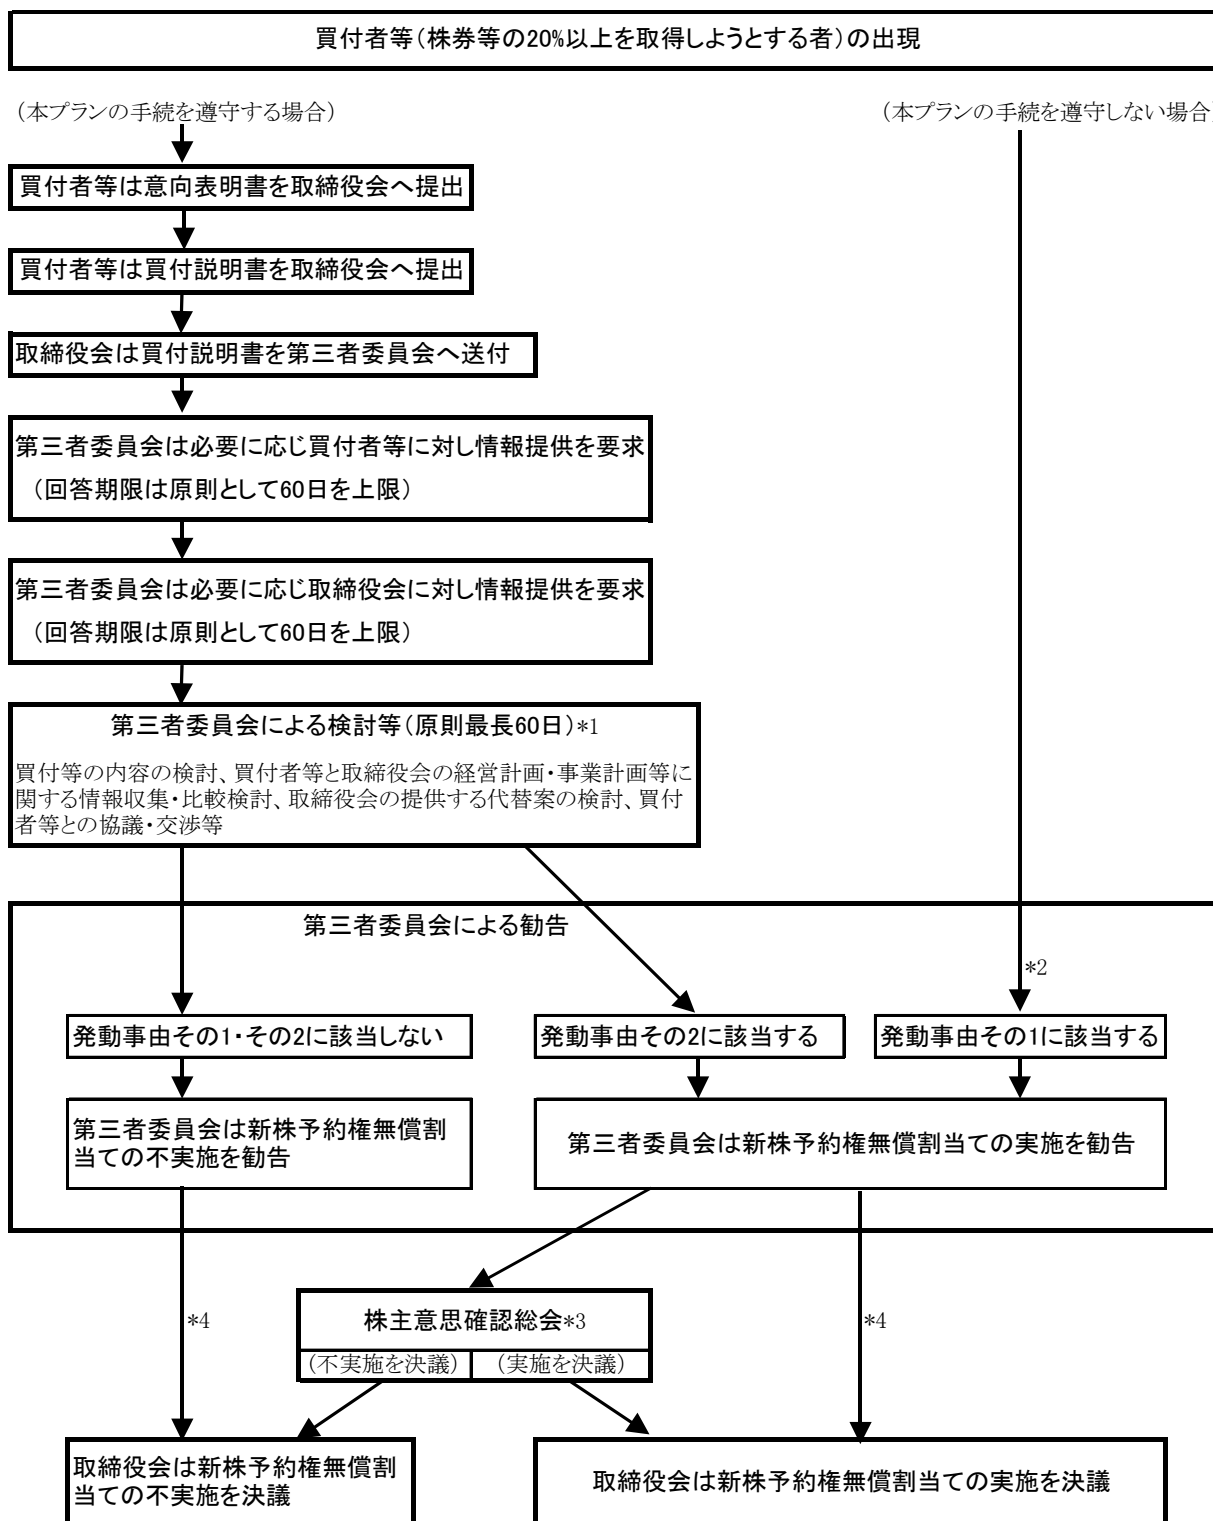 買付者等(株券等の20%以上を取得しようとする者)の出現
(本プランの手続を遵守する場合)
(本プランの手続を遵守しない場合)
買付者等は意向表明書を取締役会へ提出
買付者等は買付説明書を取締役会へ提出
取締役会は買付説明書を第三者委員会へ送付
第三者委員会は必要に応じ買付者等に対し情報提供を要求
(回答期限は原則として60日を上限)
第三者委員会は必要に応じ取締役会に対し情報提供を要求
(回答期限は原則として60日を上限)
第三者委員会による検討等(原則最長60日)*1
買付等の内容の検討、買付者等と取締役会の経営計画・事業計画等に
関する情報収集・比較検討、取締役会の提供する代替案の検討、買付
者等との協議・交渉等
第三者委員会による勧告
*2
発動事由その1・その2に該当しない
発動事由その2に該当する
発動事由その1に該当する
第三者委員会は新株予約権無償割
当ての不実施を勧告
第三者委員会は新株予約権無償割当ての実施を勧告
*4
株主意思確認総会*3
*4
(不実施を決議)
(実施を決議)
取締役会は新株予約権無償割
当ての不実施を決議
取締役会は新株予約権無償割当ての実施を決議